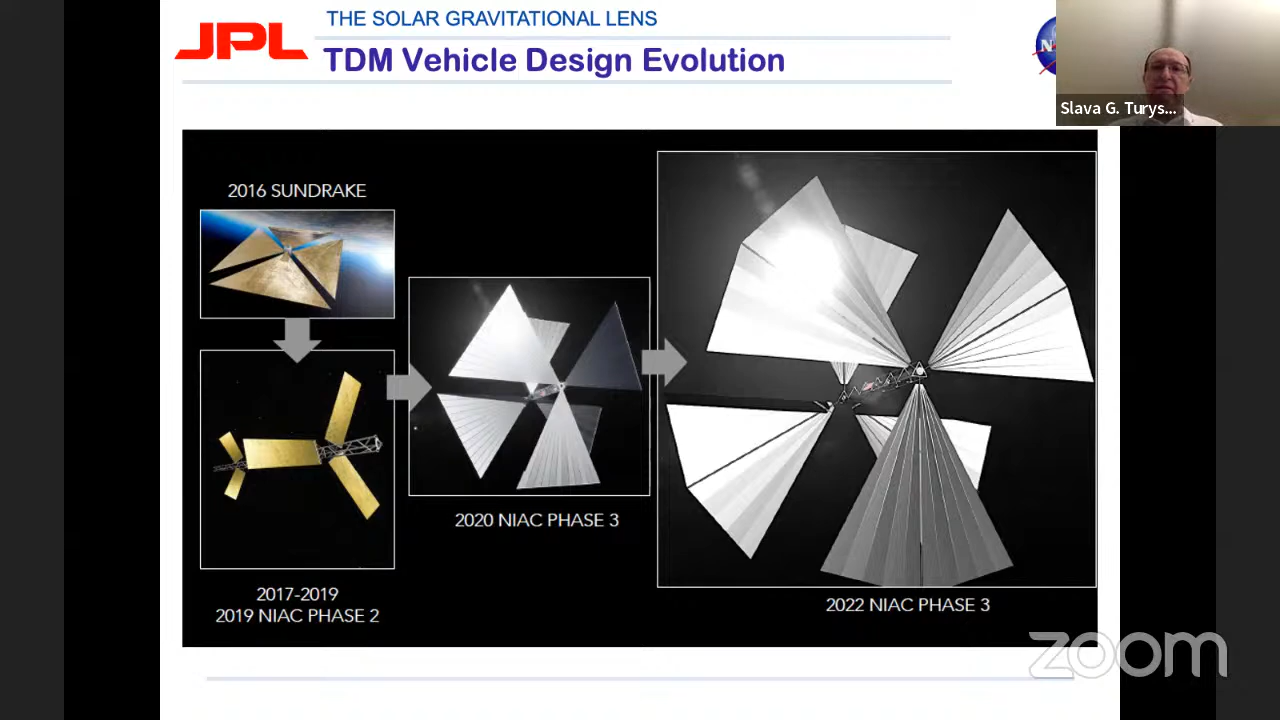 THE SOLAR GRAVITATIONAL LENS
JPL
TDM Vehicle Design Evolution
Slava G. Turys...
2016 SUNDRAKE
2020 NIAC PHASE 3
2017-2019
2019 NIAC PHASE 2
2022 NIAC PHASE 3
zoom